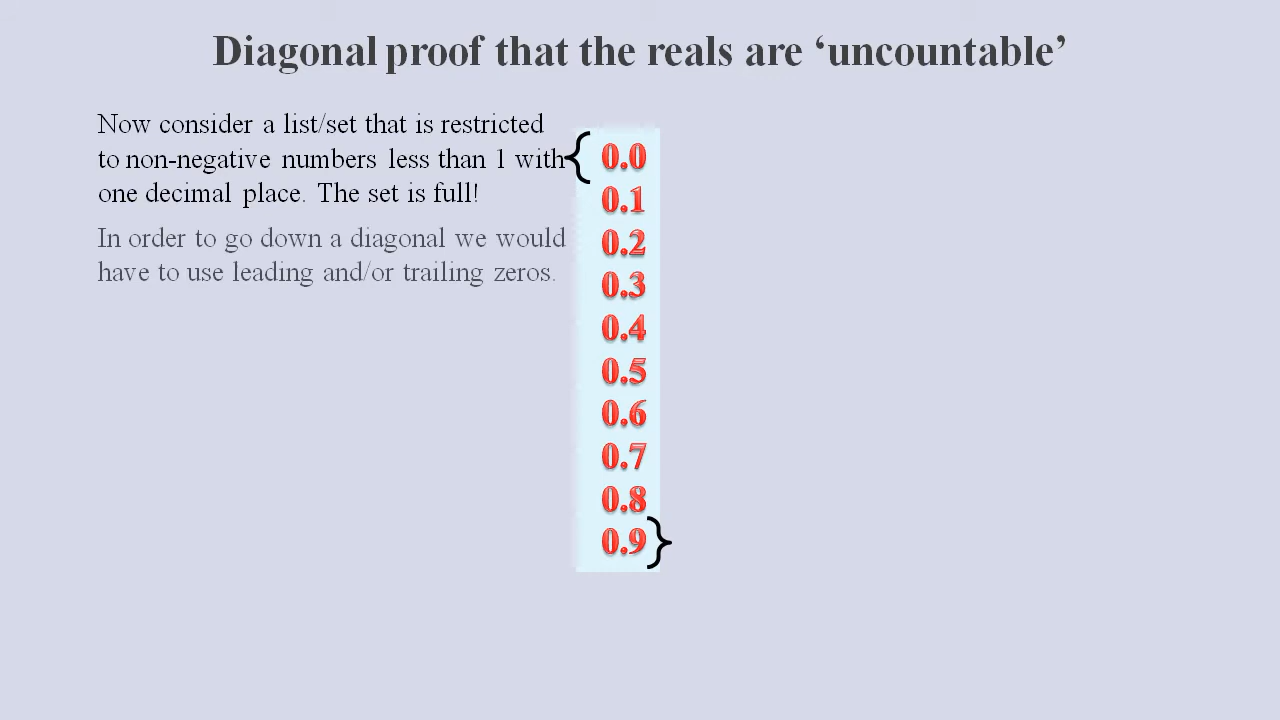 Diagonal proof that the reals are ‘uncountable’
Now consider a list/set that is restricted
to non-negative numbers less than 1 with
one decimal place. The set is full!
In order to go down a diagonal we would
have to use leading and/or trailing zeros.
{ 0.0
0.1
0.2
0.3
0.4
0.5
0.6
0.7
0.8
0.9 }